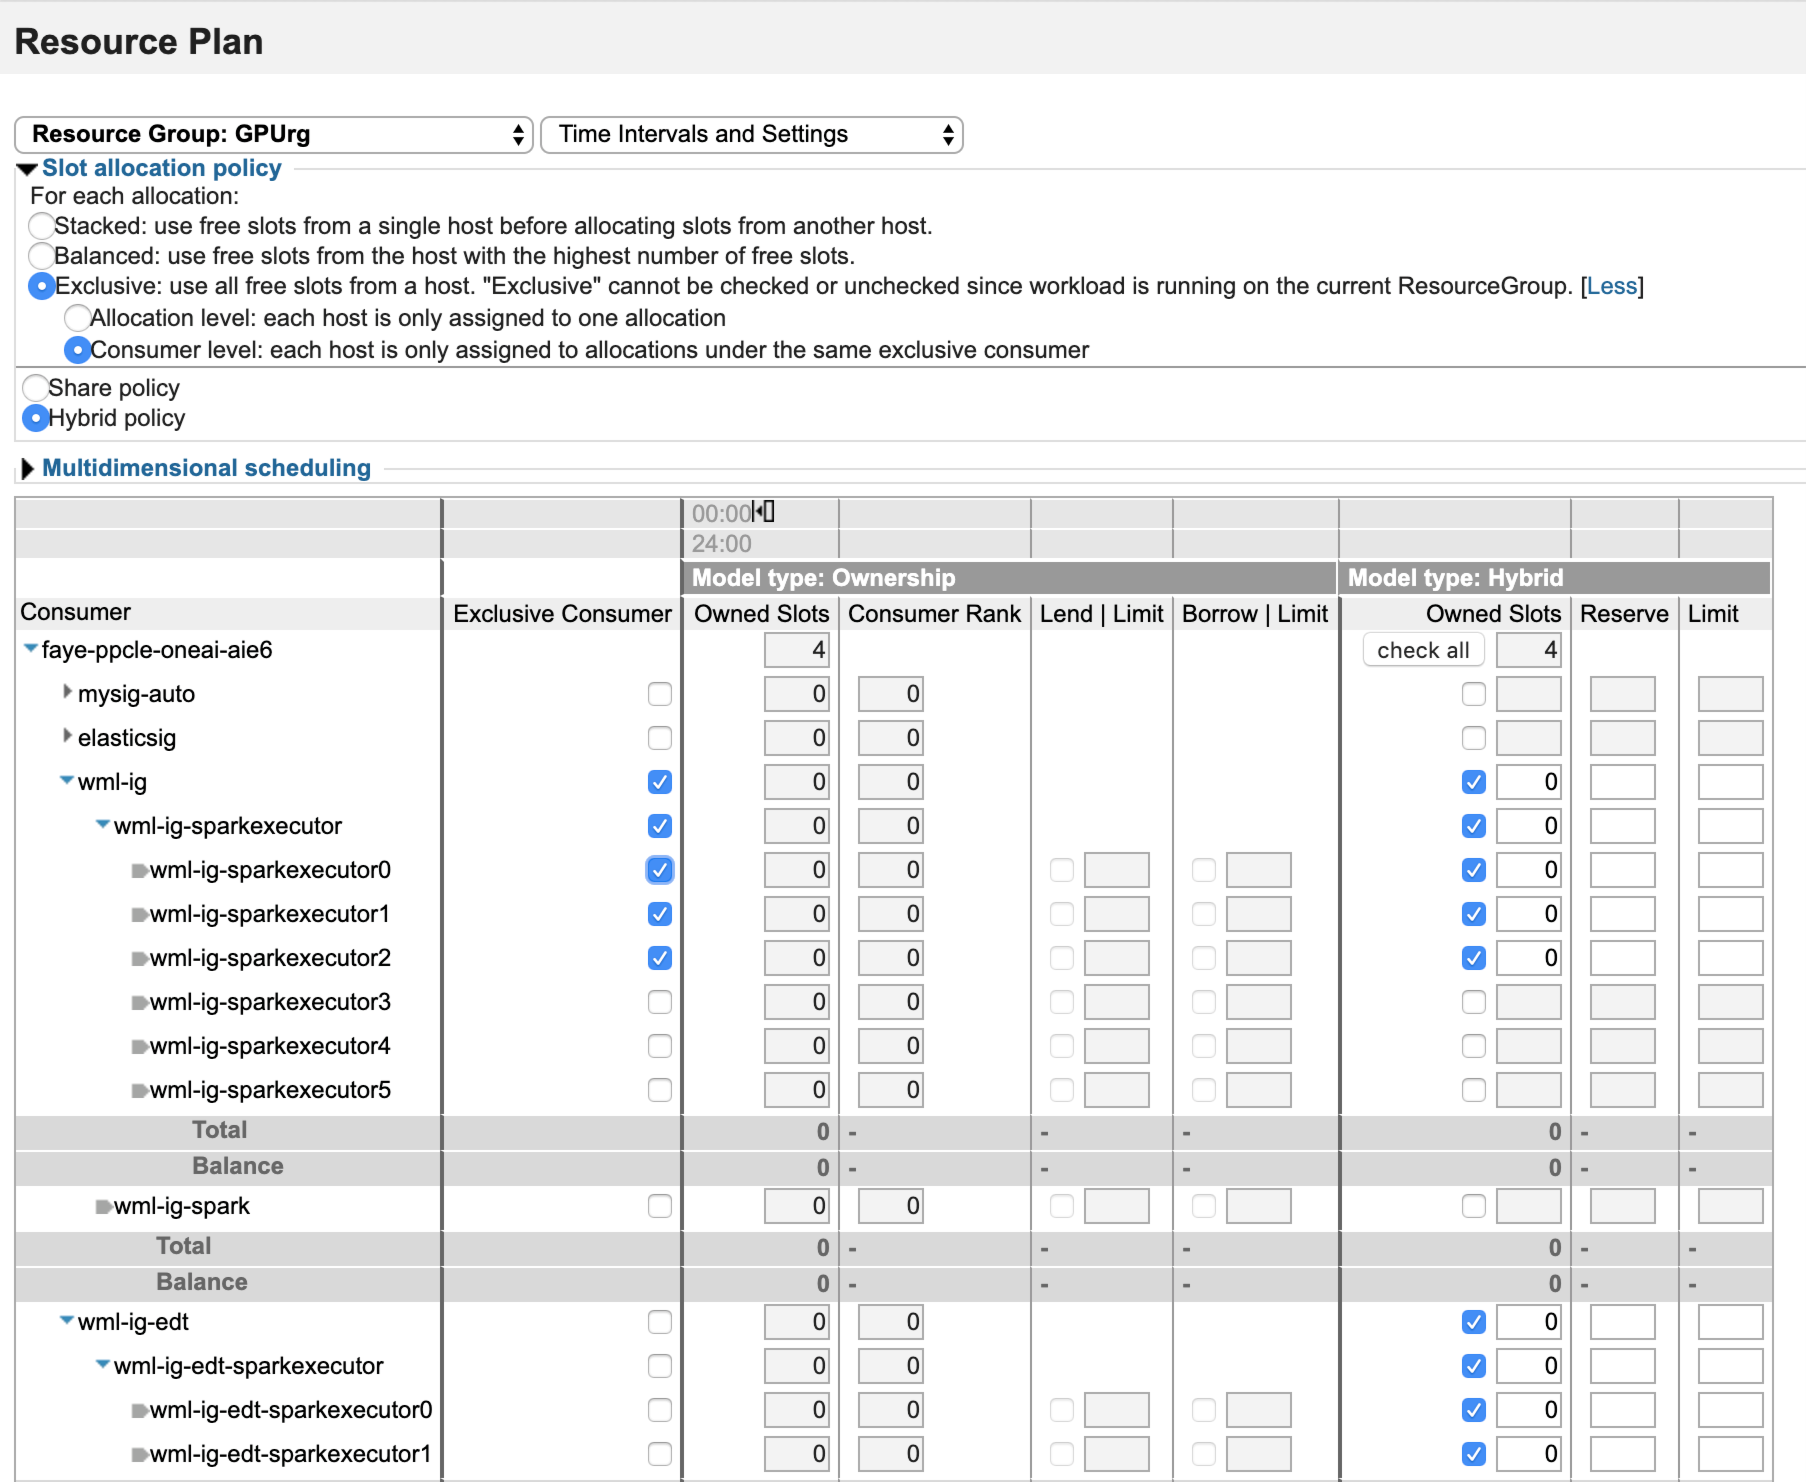 Resource Plan
Resource Group: GPUrg Time Intervals and Settings
Slot allocation policy
For each allocation:
Stacked: use free slots from a single host before allocating slots from another host.
Balanced: use free slots from the host with the highest number of free slots.
Exclusive: use all free slots from a host. "Exclusive" cannot be checked or unchecked since workload is running on the current ResourceGroup. [Less]
Allocation level: each host is only assigned to one allocation
Consumer level: each host is only assigned to allocations under the same exclusive consumer
Share policy
Hybrid policy
Multidimensional scheduling
00:00
24:00
Model type: Ownership Model type: Hybrid
Consumer Exclusive Consumer Owned Slots Consumer Rank Lend | Limit Borrow | Limit Owned Slots Reserve Limit
faye-ppcle-oneai-aie6 4 check all 4
mysig-auto 0 0
elasticsig 0 0
wml-ig 0 0 0
wml-ig-sparkexecutor 0 0 0
wml-ig-sparkexecutor0 0 0 0
wml-ig-sparkexecutor1 0 0 0
wml-ig-sparkexecutor2 0 0 0
wml-ig-sparkexecutor3 0 0
wml-ig-sparkexecutor4 0 0
wml-ig-sparkexecutor5 0 0
Total 0 - - - 0 - -
Balance 0 - - - 0 - -
wml-ig-spark 0 0
Total 0 - - - 0 - -
Balance 0 - - - 0 - -
wml-ig-edt 0 0 0
wml-ig-edt-sparkexecutor 0 0 0
wml-ig-edt-sparkexecutor0 0 0 0
wml-ig-edt-sparkexecutor1 0 0 0